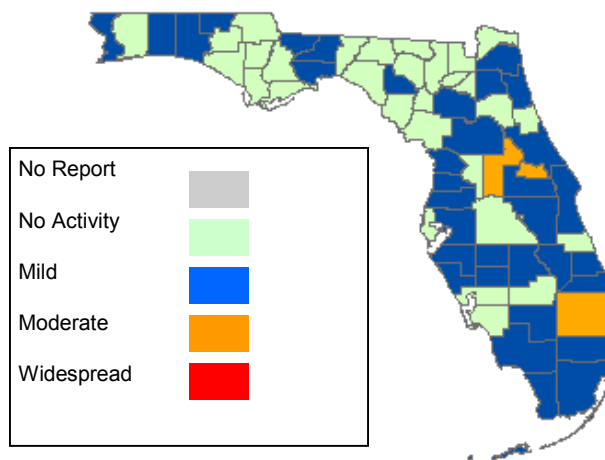 No Report
No Activity
Mild
Moderate
Widespread